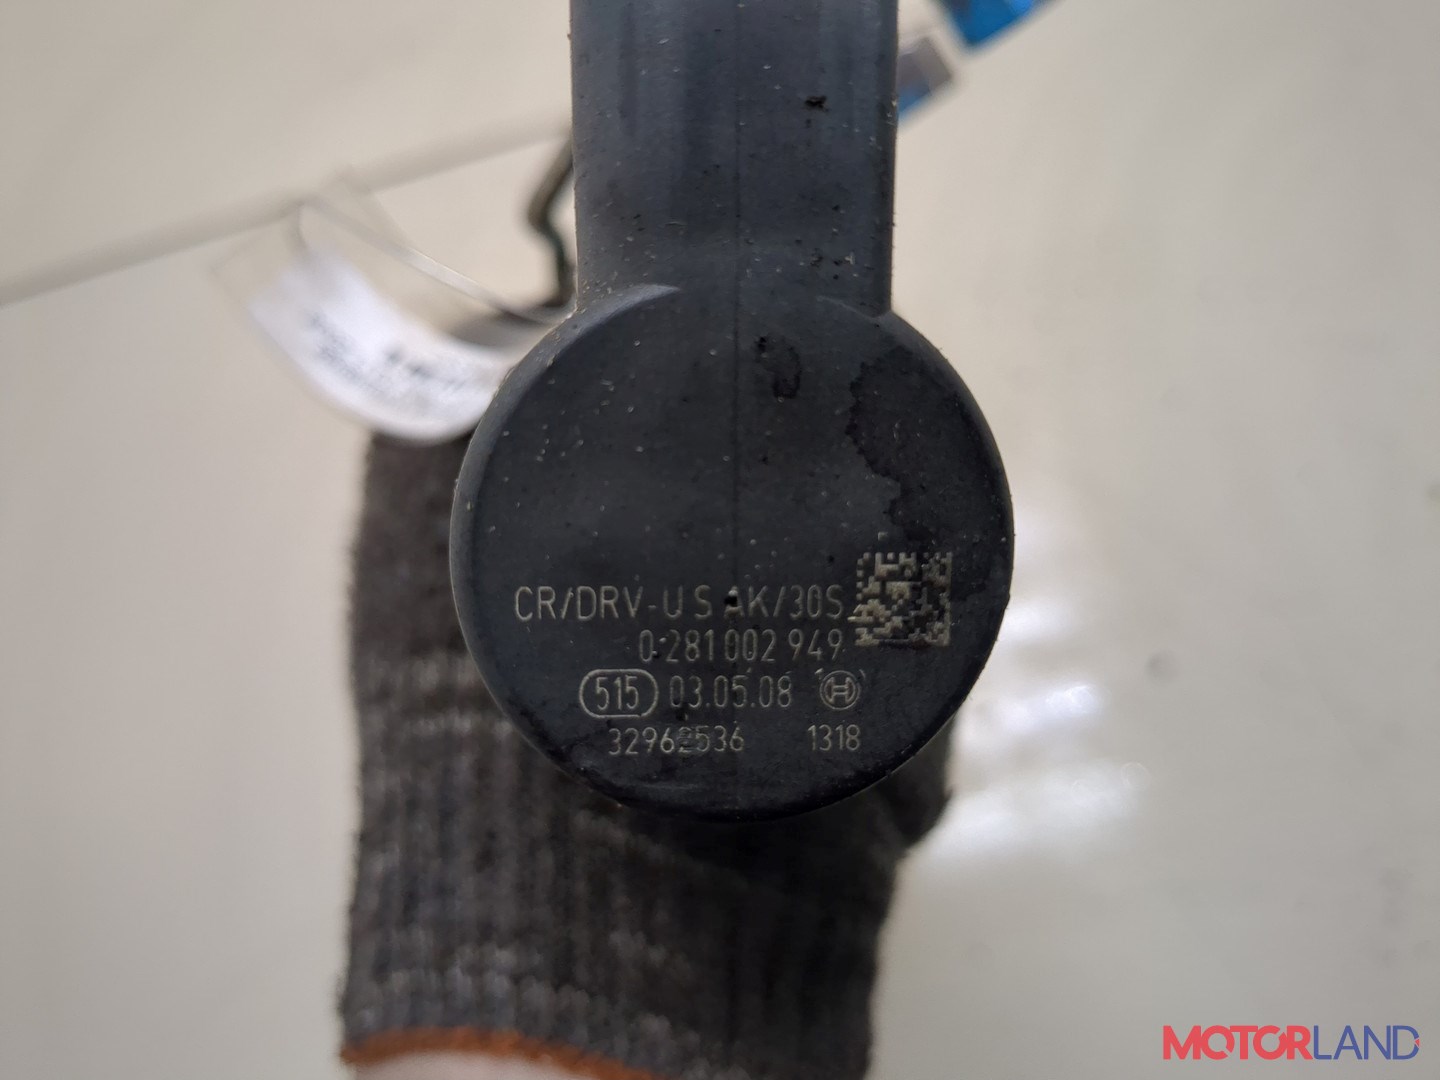 CR/DRV-U S AK/30S
0 281 002 949
515 03.05.08
32962536 1318
MOTORLAND